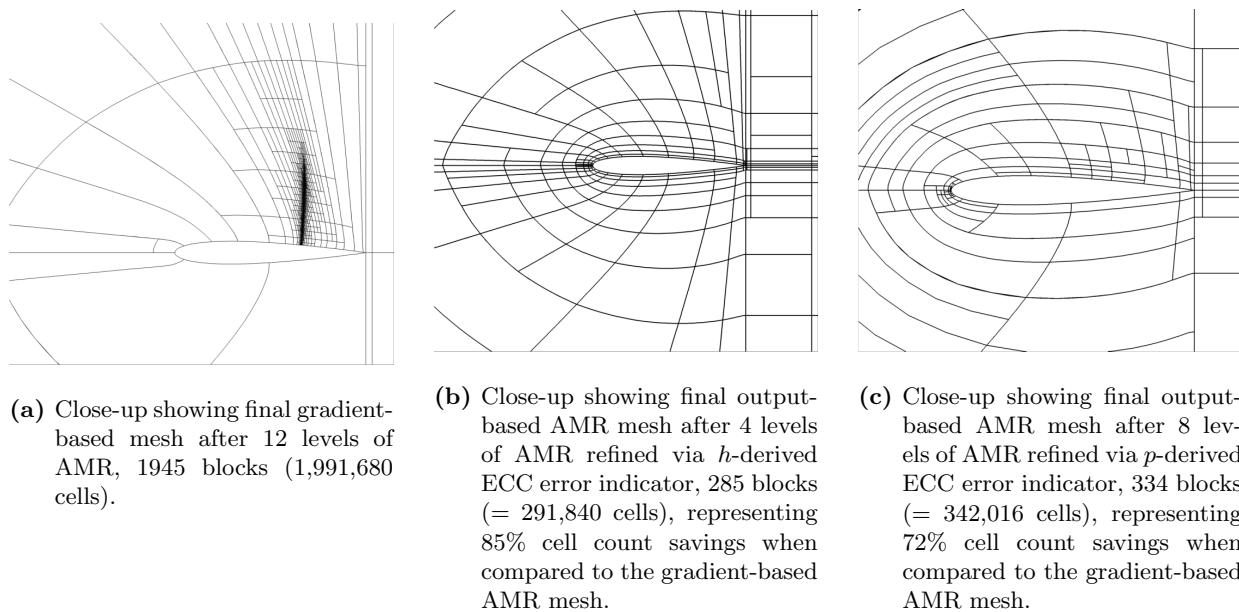 (a) Close-up showing final gradient-
based mesh after 12 levels of
AMR, 1945 blocks (1,991,680
cells).
(b) Close-up showing final output-
based AMR mesh after 4 levels
of AMR refined via h-derived
ECC error indicator, 285 blocks
(= 291,840 cells), representing
85% cell count savings when
compared to the gradient-based
AMR mesh.
(c) Close-up showing final output-
based AMR mesh after 8 lev-
els of AMR refined via p-derived
ECC error indicator, 334 blocks
(= 342,016 cells), representing
72% cell count savings when
compared to the gradient-based
AMR mesh.